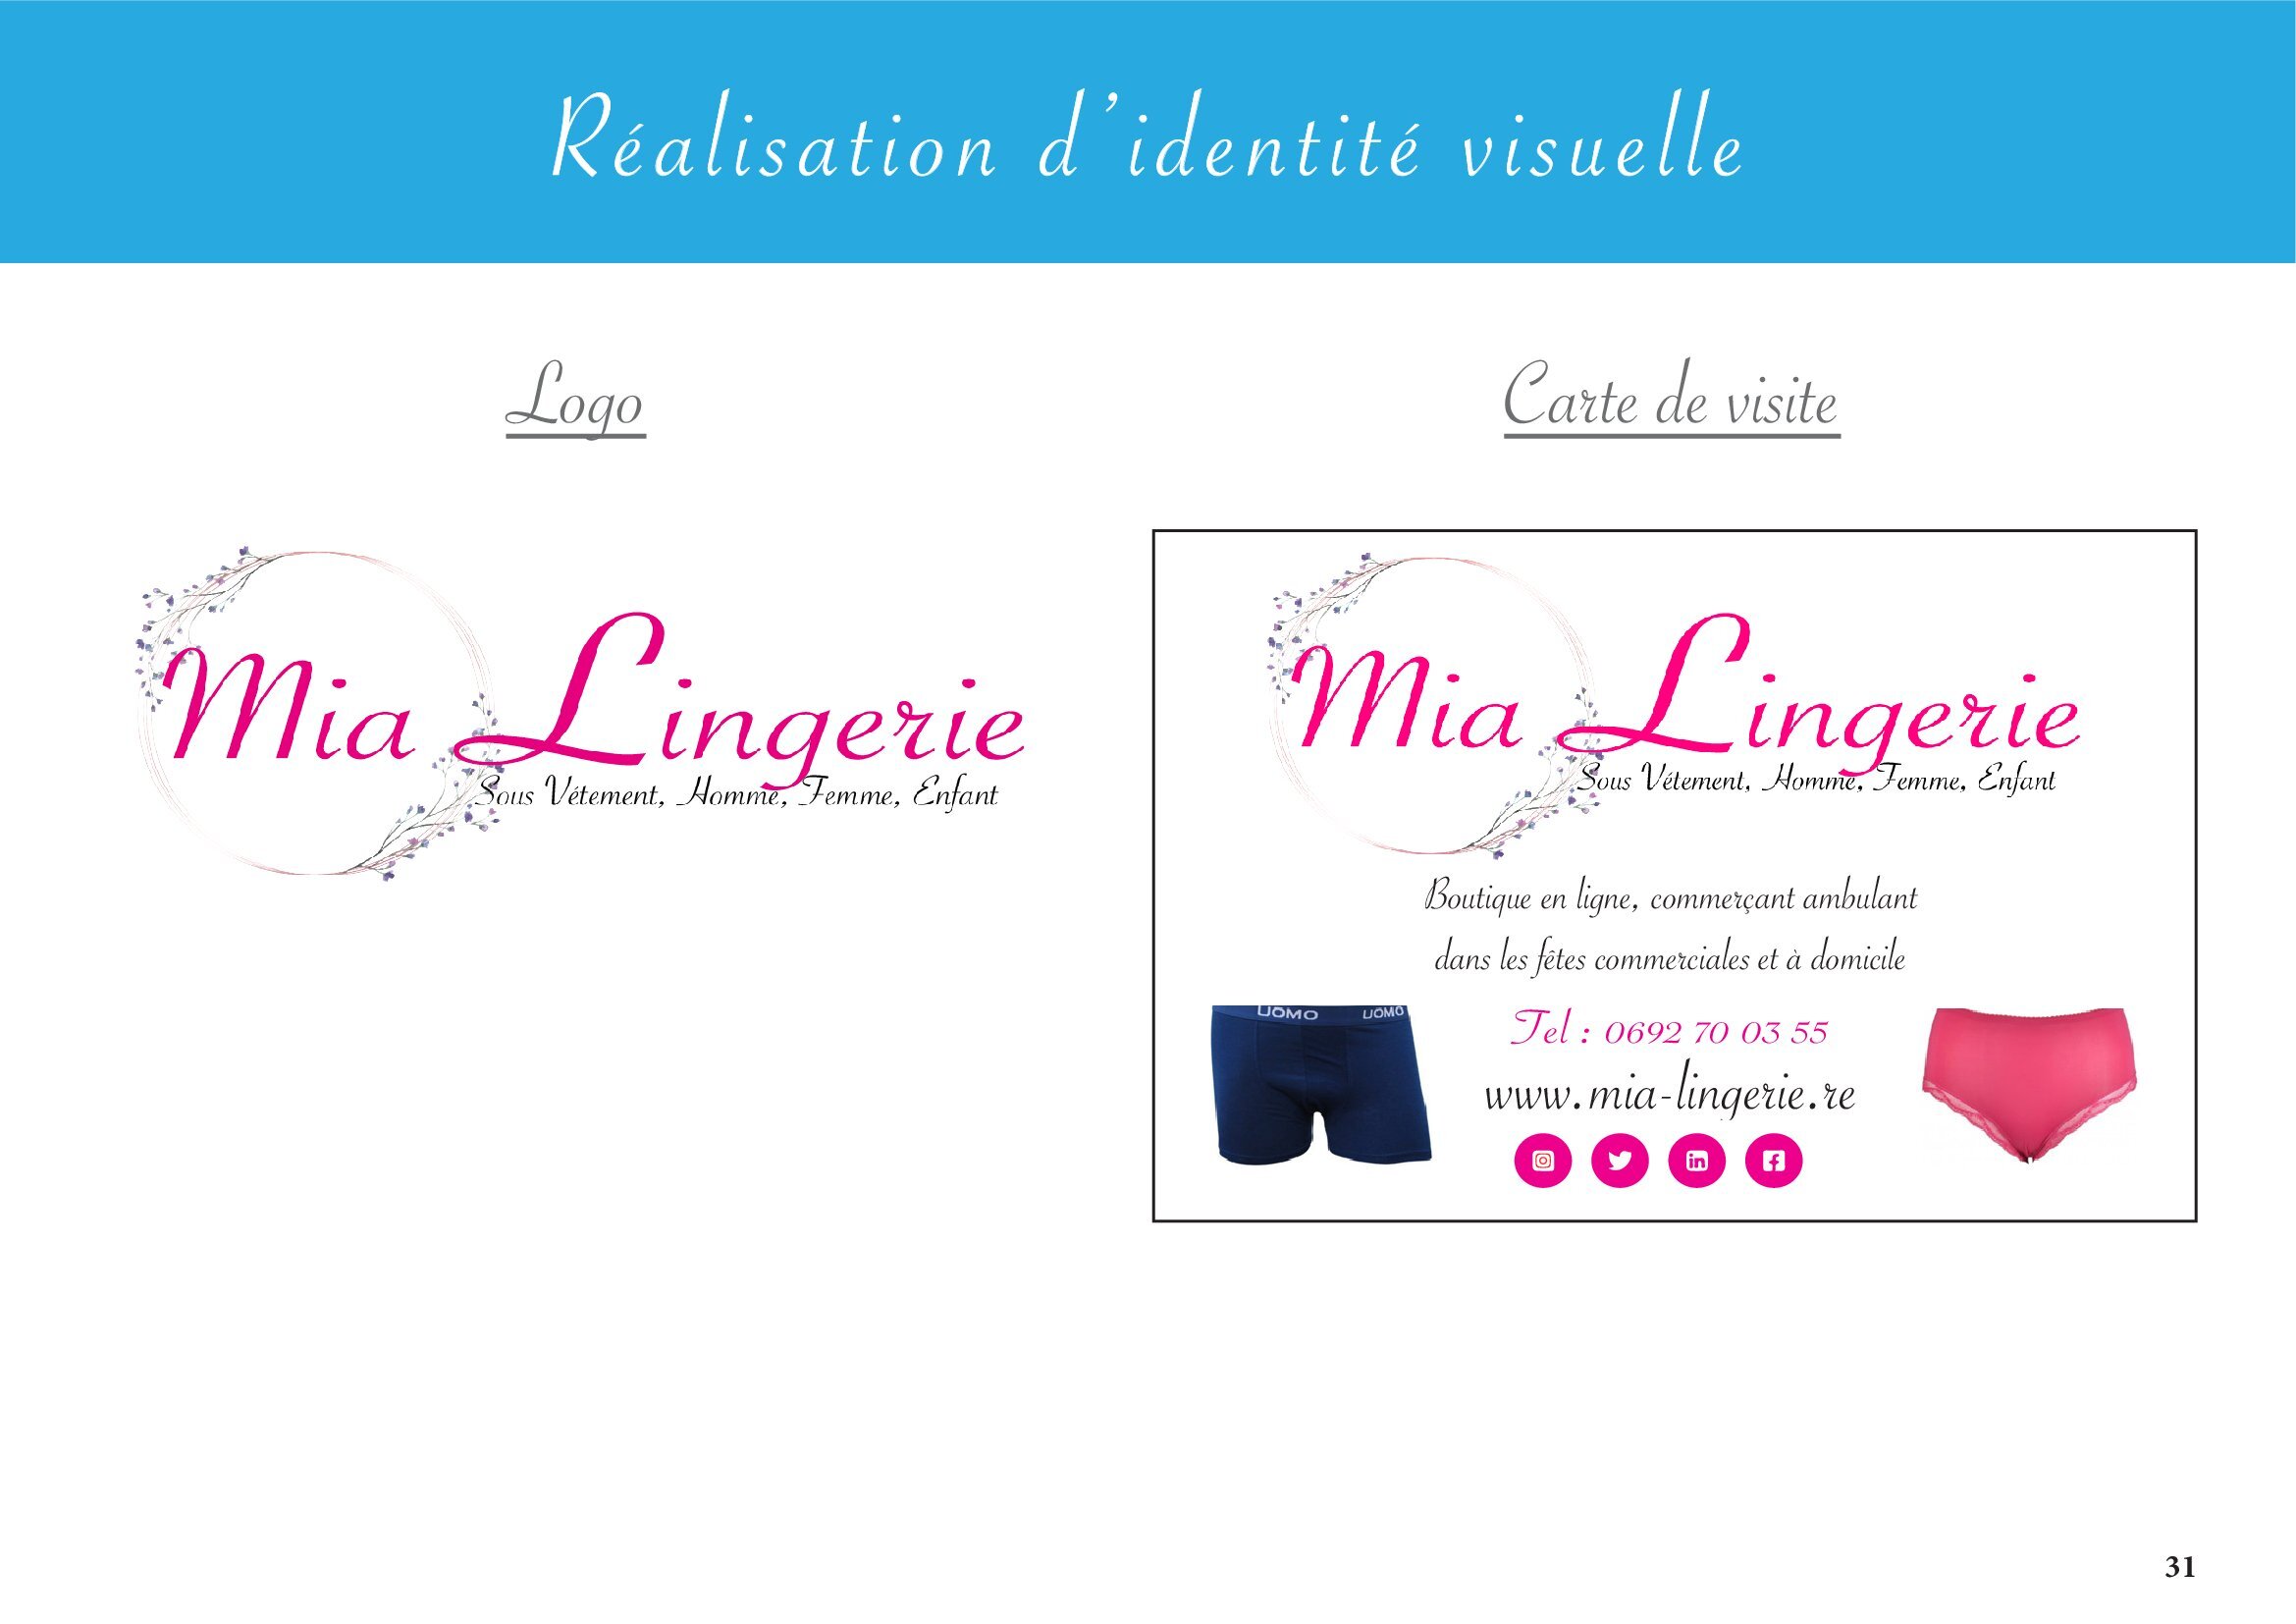 Réalisation d’identité visuelle
Logo
Mia Lingerie
Sous Vétement, Homme, Femme, Enfant
Carte de visite
Mia Lingerie
Sous Vétement, Homme, Femme, Enfant
Boutique en ligne, commerçant ambulant
dans les fêtes commerciales et à domicile
UOMO UOMO
Tel : 0692 70 03 55
www.mia-lingerie.re
31